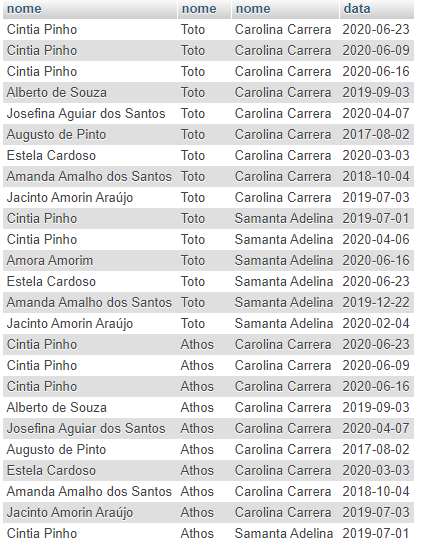 nome nome nome data
Cintia Pinho Toto Carolina Carrera 2020-06-23
Cintia Pinho Toto Carolina Carrera 2020-06-09
Cintia Pinho Toto Carolina Carrera 2020-06-16
Alberto de Souza Toto Carolina Carrera 2019-09-03
Josefina Aguiar dos Santos Toto Carolina Carrera 2020-04-07
Augusto de Pinto Toto Carolina Carrera 2017-08-02
Estela Cardoso Toto Carolina Carrera 2020-03-03
Amanda Amalho dos Santos Toto Carolina Carrera 2018-10-04
Jacinto Amorin Araújo Toto Carolina Carrera 2019-07-03
Cintia Pinho Toto Samanta Adelina 2019-07-01
Cintia Pinho Toto Samanta Adelina 2020-04-06
Amora Amorim Toto Samanta Adelina 2020-06-16
Estela Cardoso Toto Samanta Adelina 2020-06-23
Amanda Amalho dos Santos Toto Samanta Adelina 2019-12-22
Jacinto Amorin Araújo Toto Samanta Adelina 2020-02-04
Cintia Pinho Athos Carolina Carrera 2020-06-23
Cintia Pinho Athos Carolina Carrera 2020-06-09
Cintia Pinho Athos Carolina Carrera 2020-06-16
Alberto de Souza Athos Carolina Carrera 2019-09-03
Josefina Aguiar dos Santos Athos Carolina Carrera 2020-04-07
Augusto de Pinto Athos Carolina Carrera 2017-08-02
Estela Cardoso Athos Carolina Carrera 2020-03-03
Amanda Amalho dos Santos Athos Carolina Carrera 2018-10-04
Jacinto Amorin Araújo Athos Carolina Carrera 2019-07-03
Cintia Pinho Athos Samanta Adelina 2019-07-01